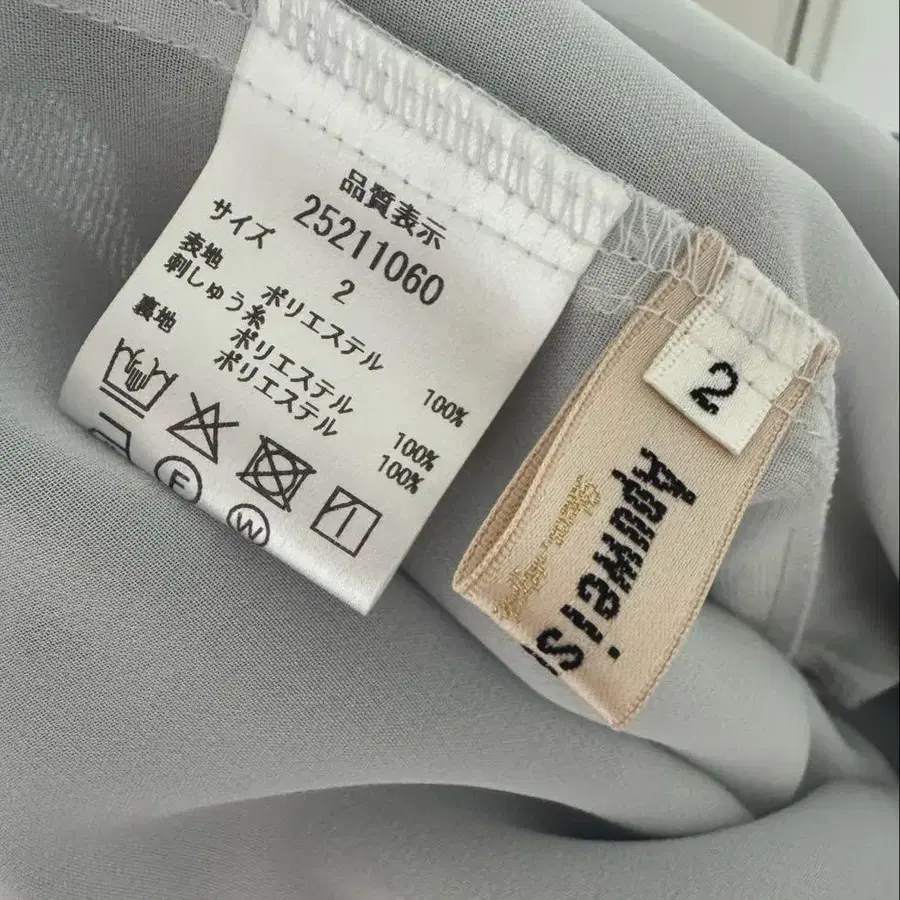 品質表示
25211060
サイズ 2
表地 ポリエステル 100%
刺しゅう糸 ポリエステル 100%
裏地 ポリエステル 100%
F
W
2
Apuweis